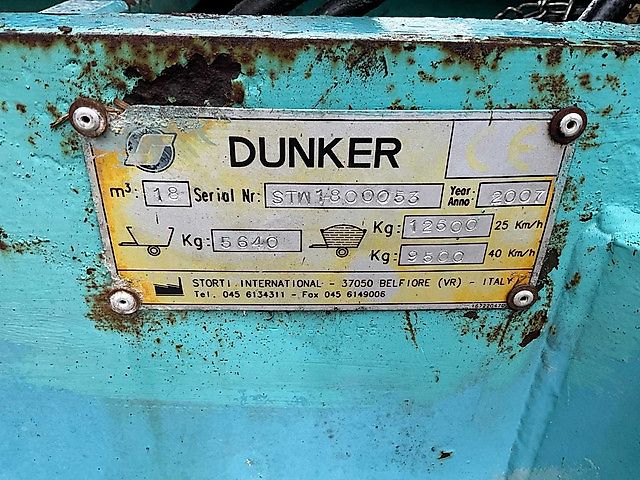 DUNKER
CE
m³: 18 Serial Nr: STW1800053 Year Anno: 2007
Kg: 5640 Kg: 12600 25 Km/h
Kg: 9500 40 Km/h
STORTI INTERNATIONAL - 37050 BELFIORE (VR) - ITALY
Tel. 045 6134311 - Fax 045 6149006